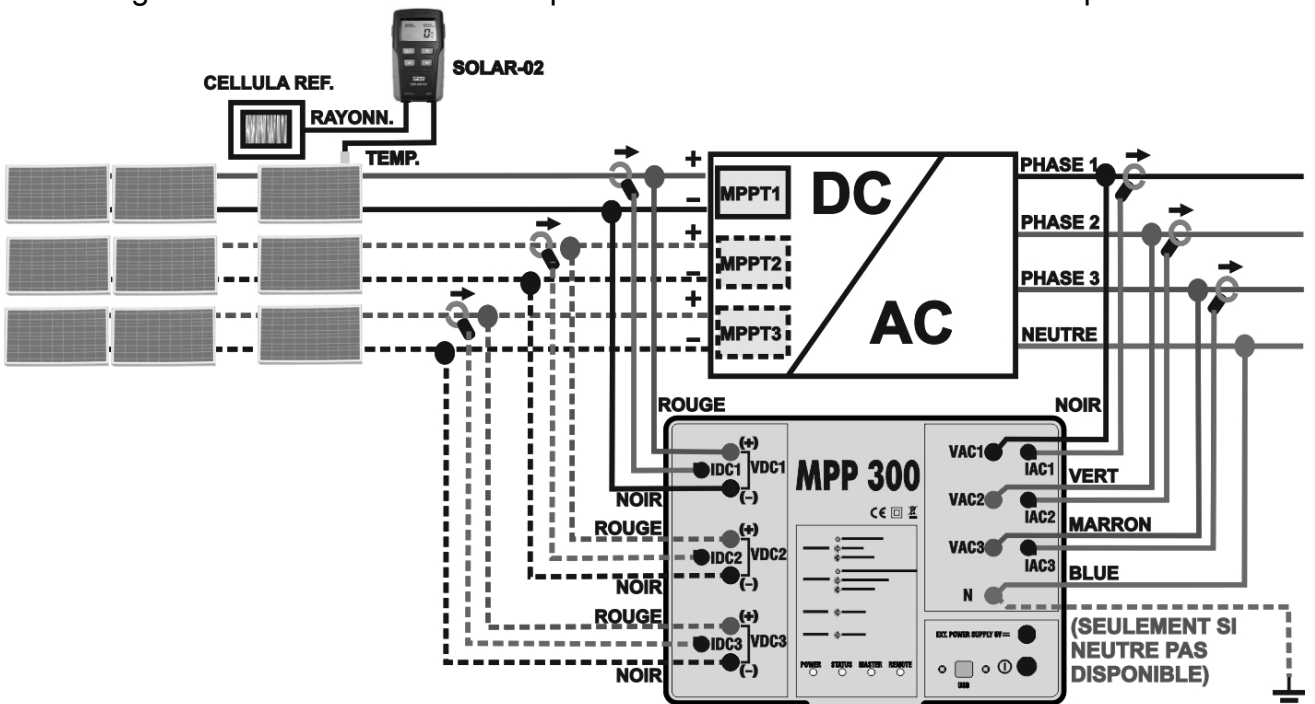 SOLAR-02
CELLULA REF.
RAYONN.
TEMP.
+
−
+
−
+
−
MPPT1
MPPT2
MPPT3
DC
AC
PHASE 1
PHASE 2
PHASE 3
NEUTRE
ROUGE
NOIR
(+)
IDC1
VDC1
(−)
NOIR
ROUGE
(+)
IDC2
VDC2
(−)
NOIR
ROUGE
(+)
IDC3
VDC3
(−)
NOIR
MPP 300
CE
POWER STATUS MASTER REMOTE
VAC1
IAC1
VERT
VAC2
IAC2
MARRON
VAC3
IAC3
BLUE
N
EXT. POWER SUPPLY 5V
USB
(SEULEMENT SI
NEUTRE PAS
DISPONIBLE)